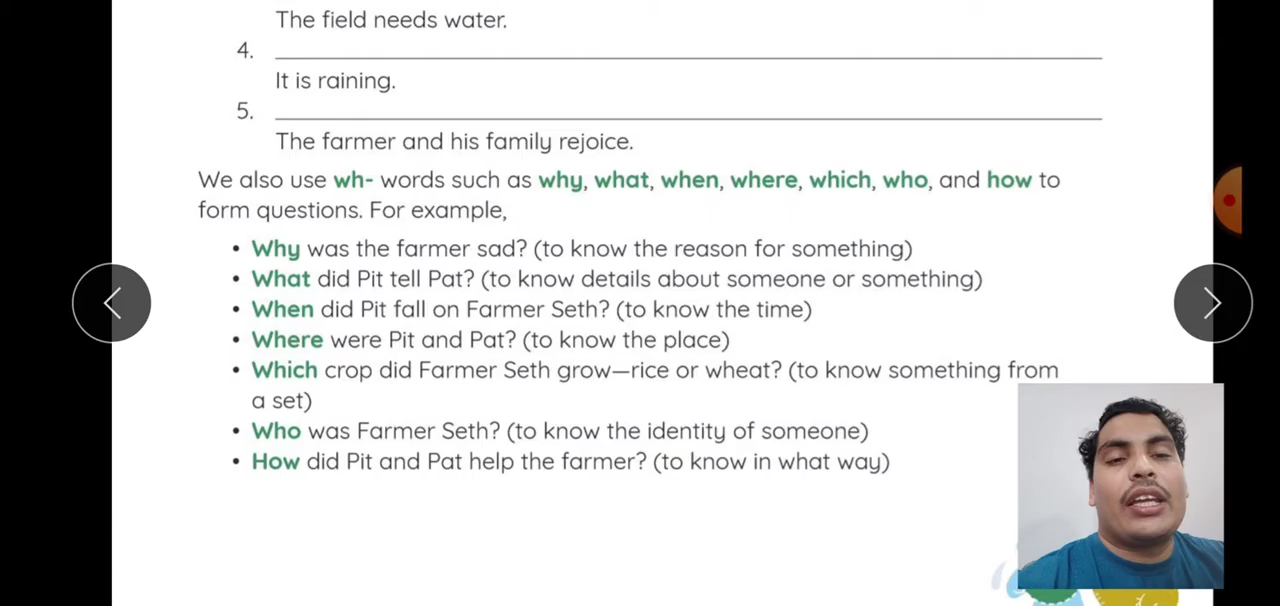 The field needs water.
4.
It is raining.
5.
The farmer and his family rejoice.
We also use wh- words such as why, what, when, where, which, who, and how to
form questions. For example,
• Why was the farmer sad? (to know the reason for something)
• What did Pit tell Pat? (to know details about someone or something)
• When did Pit fall on Farmer Seth? (to know the time)
• Where were Pit and Pat? (to know the place)
• Which crop did Farmer Seth grow—rice or wheat? (to know something from
a set)
• Who was Farmer Seth? (to know the identity of someone)
• How did Pit and Pat help the farmer? (to know in what way)